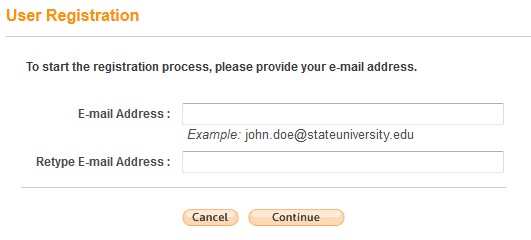 User Registration
To start the registration process, please provide your e-mail address.
E-mail Address :
Example: john.doe@stateuniversity.edu
Retype E-mail Address :
Cancel Continue